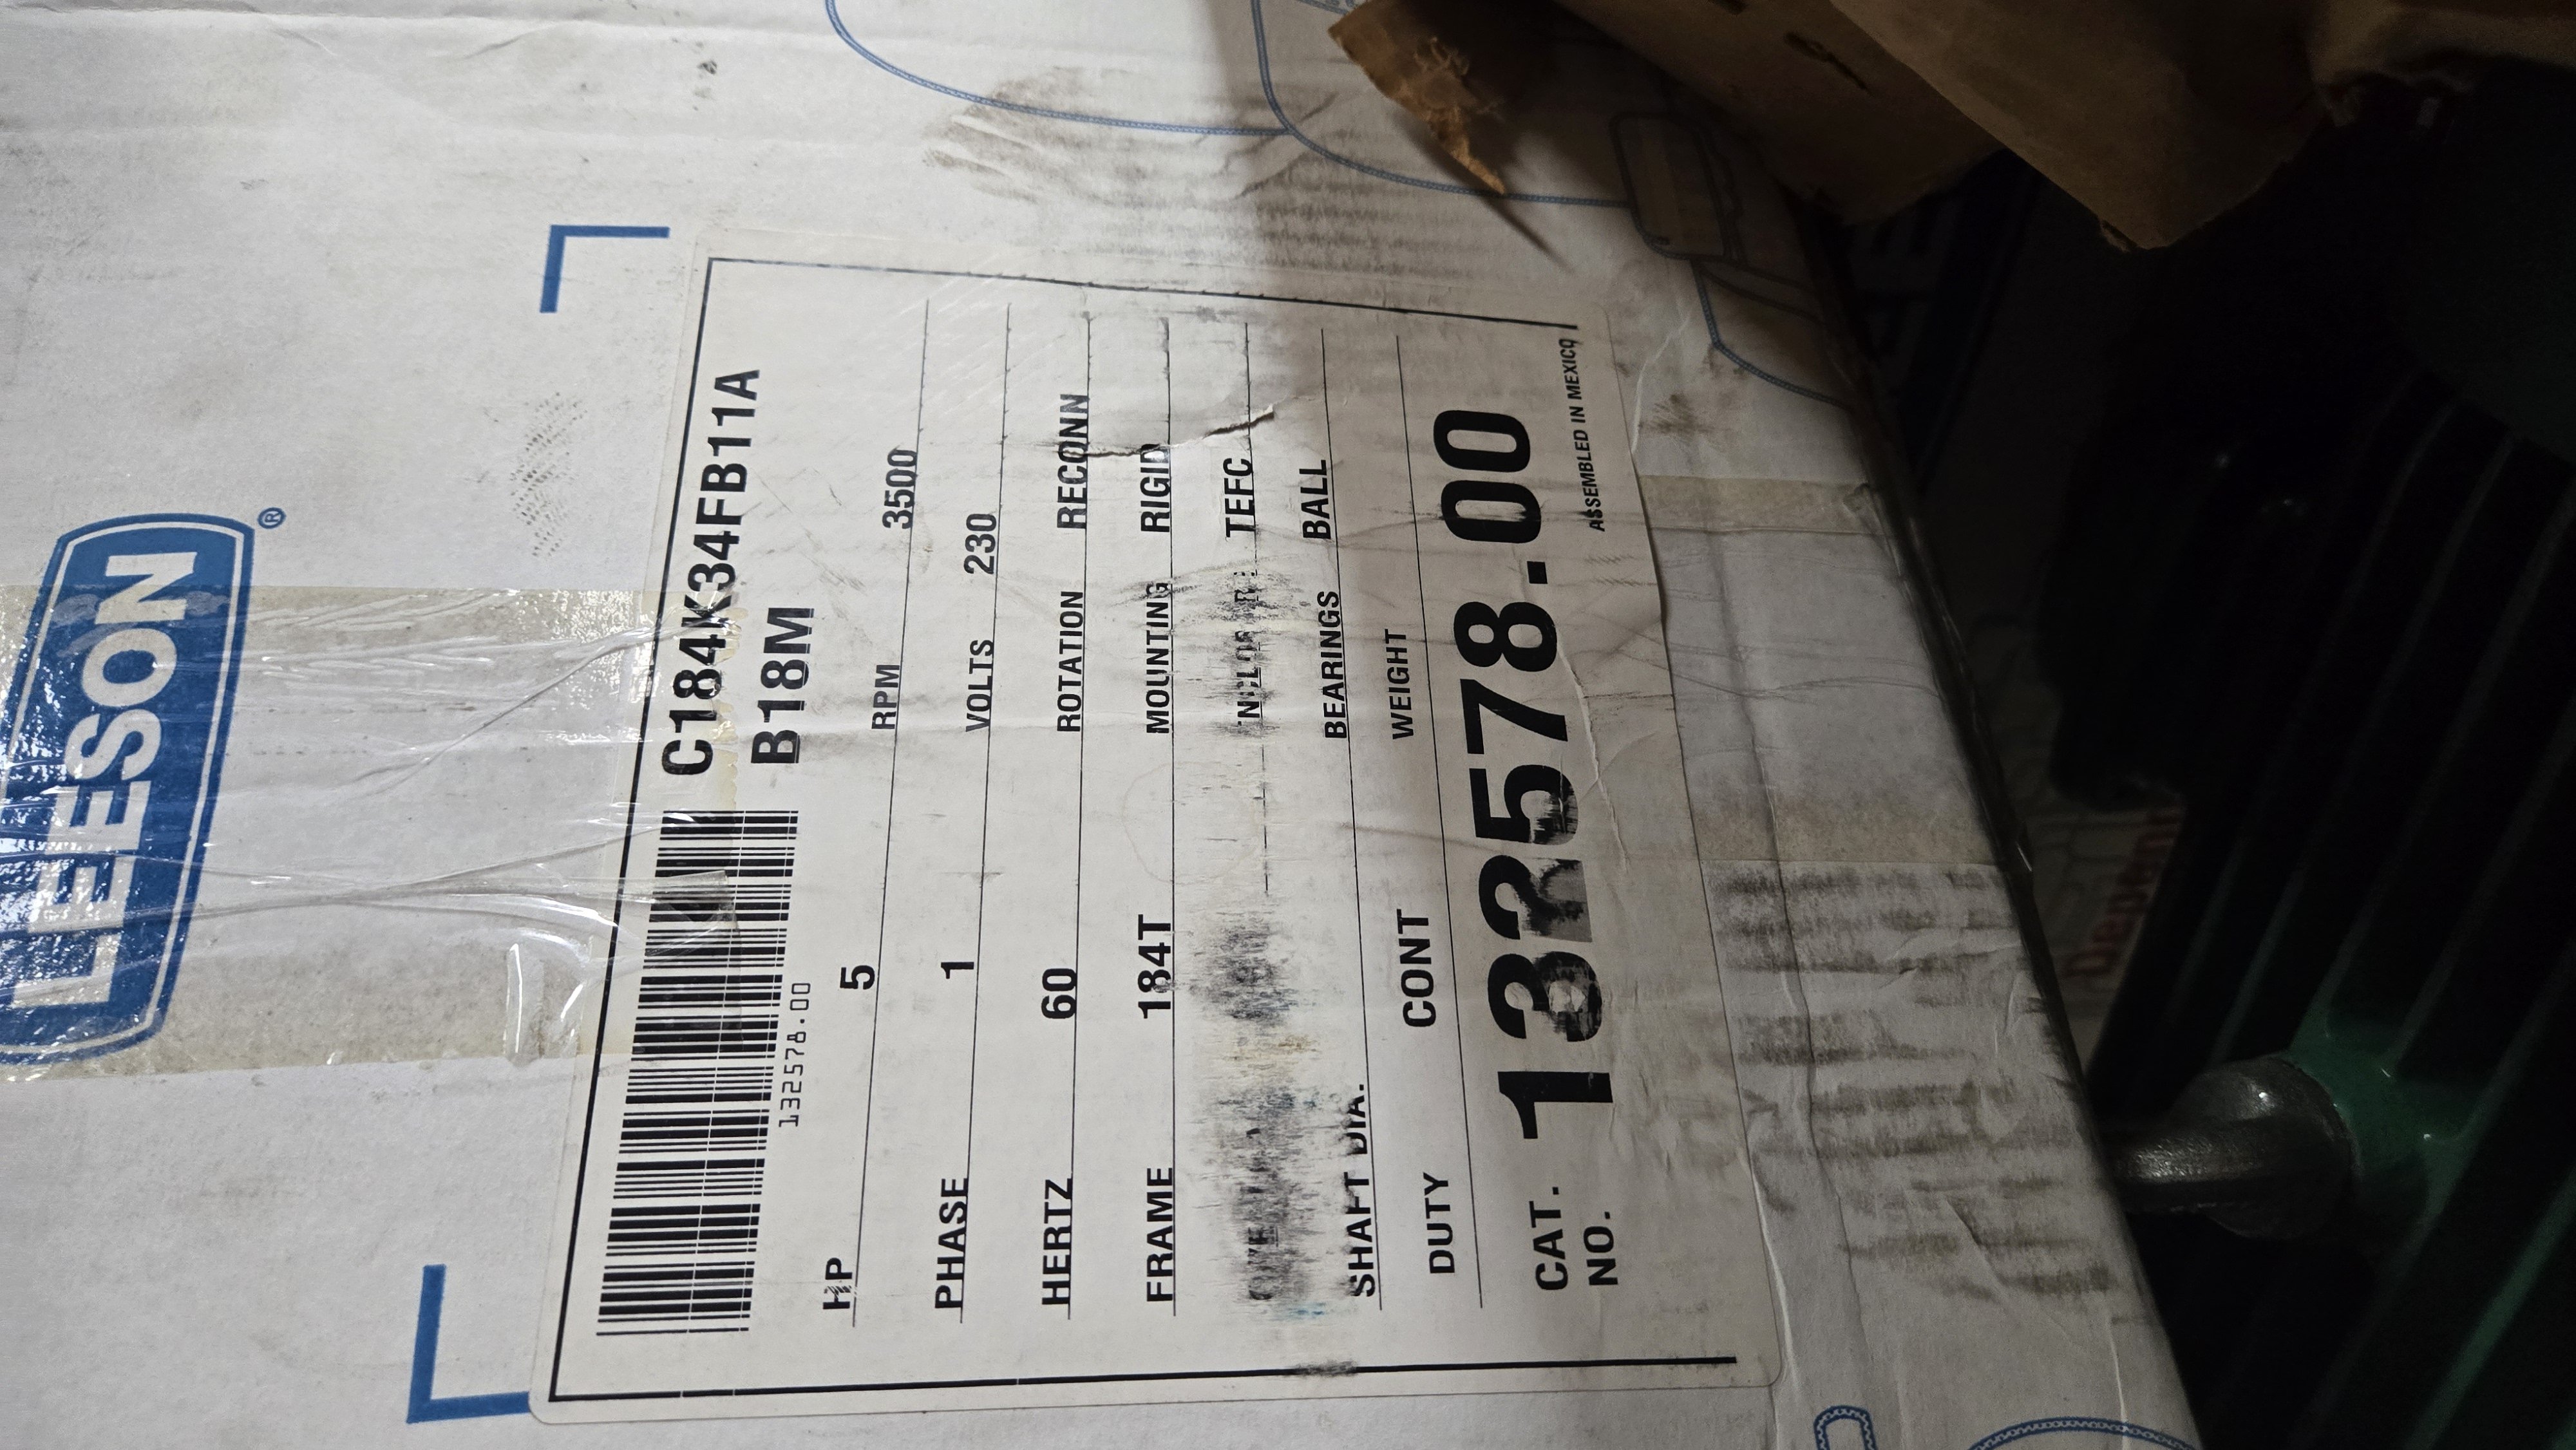 LEESON®
C184K34FB11A
B18M
132578.00
HP 5 RPM 3500
PHASE 1 VOLTS 230
HERTZ 60 ROTATION RECONN
FRAME 184T MOUNTING RIGID
TEFC
SHAFT DIA. BEARINGS BALL
DUTY CONT WEIGHT
CAT. NO. 132578.00
ASSEMBLED IN MEXICO